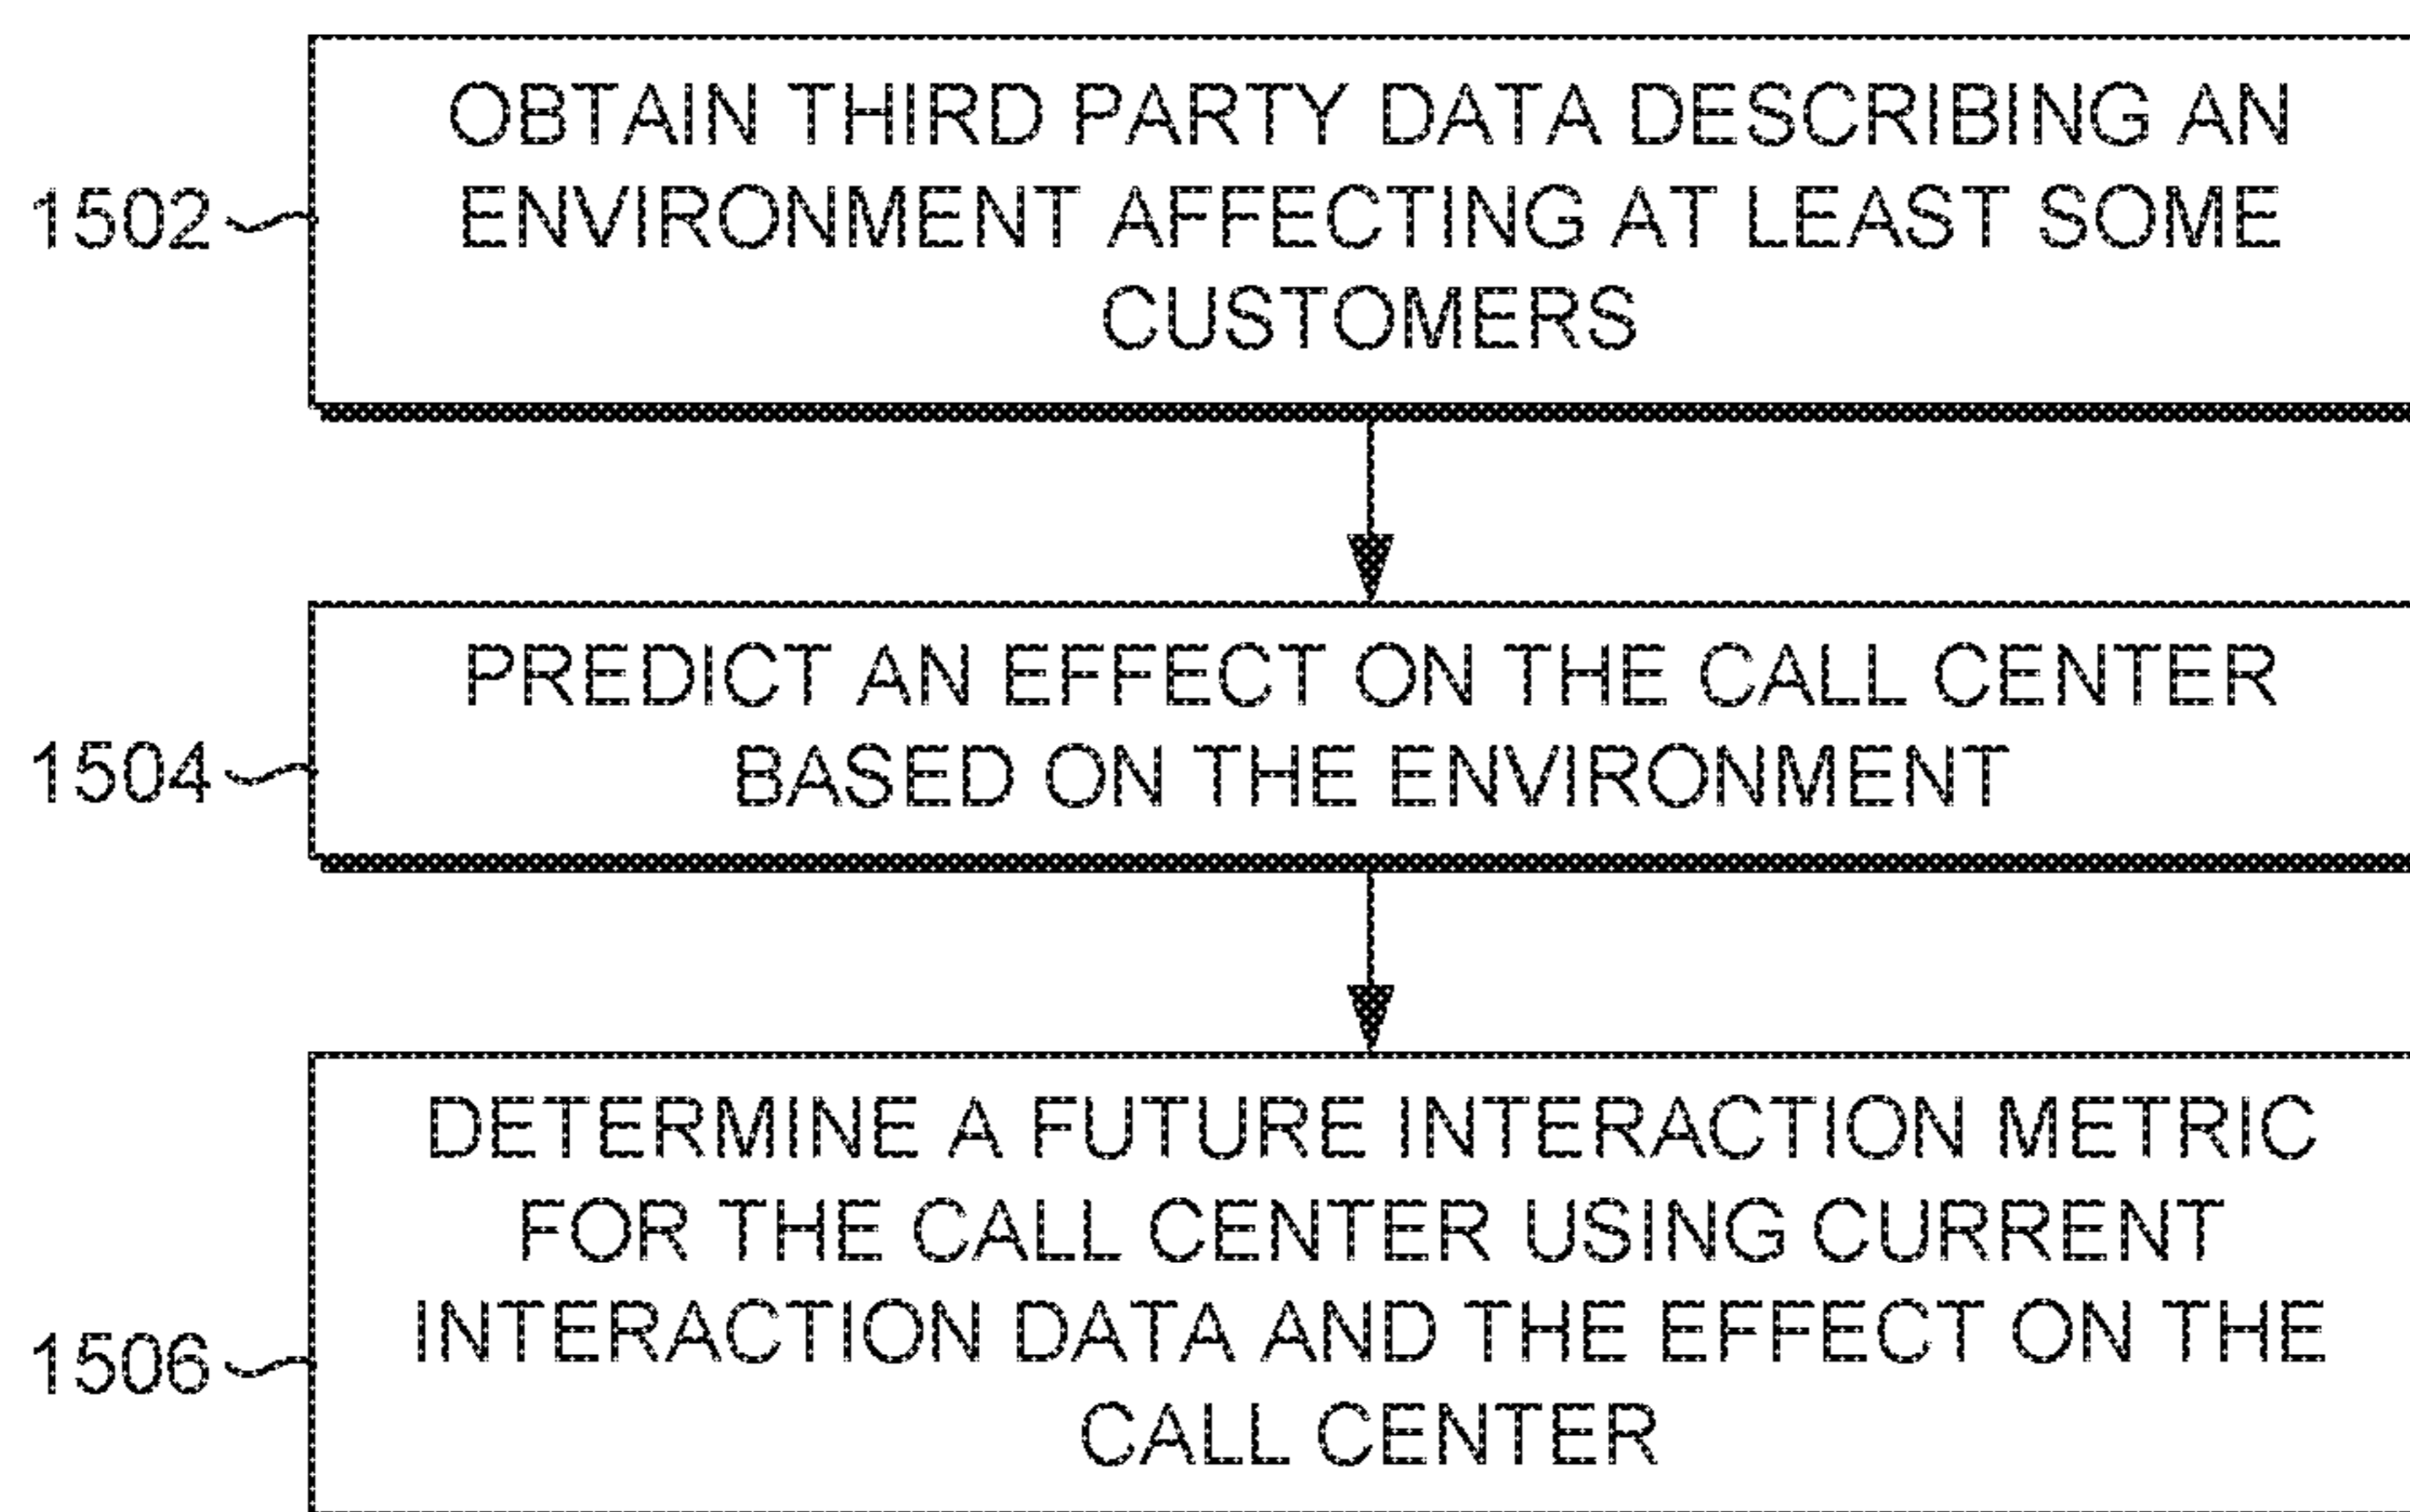 OBTAIN THIRD PARTY DATA DESCRIBING AN
1502
ENVIRONMENT AFFECTING AT LEAST SOME
CUSTOMERS
PREDICT AN EFFECT ON THE CALL CENTER
1504
BASED ON THE ENVIRONMENT
DETERMINE A FUTURE INTERACTION METRIC
FOR THE CALL CENTER USING CURRENT
1506
INTERACTION DATA AND THE EFFECT ON THE
CALL CENTER